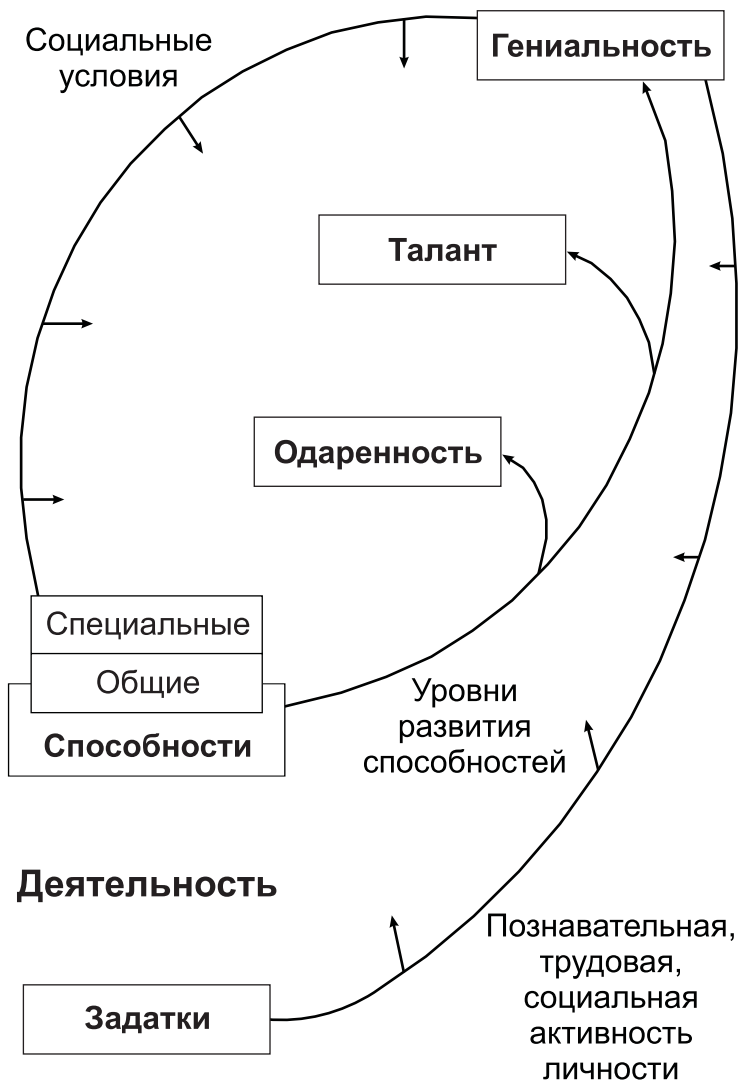 Социальные
условия
Гениальность
Талант
Одаренность
Специальные
Общие
Способности
Уровни
развития
способностей
Деятельность
Познавательная,
трудовая,
социальная
активность
личности
Задатки